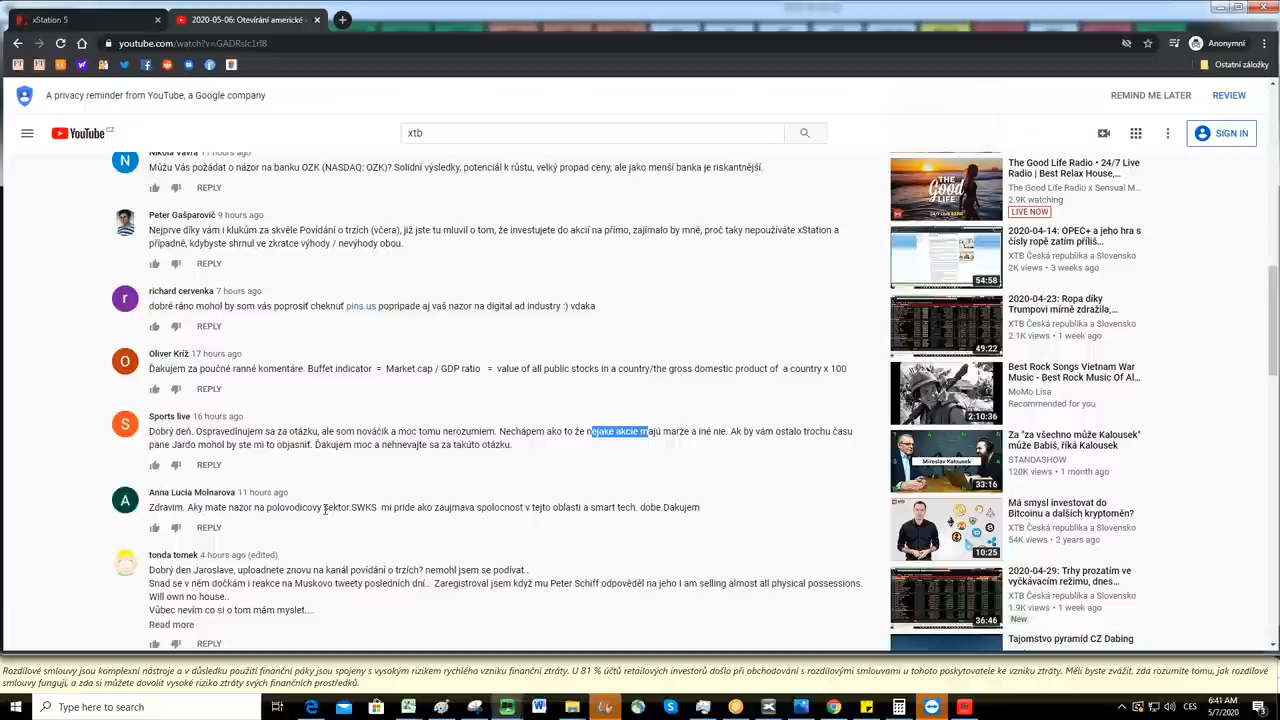 xStation 5
2020-05-06: Otevírání americké
youtube.com/watch?v=GADRslc1rI8
Anonymní
Ostatní záložky
A privacy reminder from YouTube, a Google company
REMIND ME LATER
REVIEW
YouTube CZ
xtb
SIGN IN
Nikola Vávra 11 hours ago
Můžu Vás požádat o názor na banku OZK (NASDAQ: OZK)? Solidní výsledky, potenciál k růstu, velký propad ceny, ale jako menší banka je riskantnější.
REPLY
Peter Gašparovič 9 hours ago
Nejprve díky vám i klukům za skvěle Povídání o trzích (včera), již jste tu mluvil o tom, že investujete do akcií na přímo, zajímalo by mně, proč taky nepoužíváte xStation a
případně, kdybyste shrnul ve zkratce výhody / nevýhody obou.
REPLY
richard cervenka 7 hours ago
dobré ráno mohol by som vás poprosiť cheknuť pins.us popripade aj vaš nazor na digital ad industry :) vdaka
REPLY
Oliver Kríž 17 hours ago
Ďakujem za poučné ranné komentáre. Buffet indicator = Market cap / GDP ratio = value of all public stocks in a country/the gross domestic product of a country x 100
REPLY
Sports live 16 hours ago
Dobrý deň. Ospravedlnujem sa za otázku, ale som nováčik a moc tomu nerozumiem. Nechápem ako to že nejaké akcie majú marže a iné nie. Ak by vám ostalo trochu času
pane Jardo mohol by ste mi to objasniť. Ďakujem moc a nehnevajte sa za takúto otázku.
REPLY
Anna Lucia Molnarova 11 hours ago
Zdravim. Aky mate nazor na polovodicovy sektor.SWKS mi pride ako zaujmava spolocnost v tejto oblasti a smart tech. dobe.Dakujem
REPLY
tonda tomek 4 hours ago (edited)
Dobrý den Jaroslave, uploadnete znovu na kanál povídání o trzích? nemohl jsem se podívat..
Snad se v něm dočkám i reakce na Muskovo tweety posledních dní.. Zaregistroval jsem když mu Peter Schiff odpověděl na jeho I am selling almost all physical possessions.
Will own no house..
Vůbec nevím co si o tom mám myslet....
Read more
REPLY
The Good Life Radio • 24/7 Live
Radio | Best Relax House,...
The Good Life Radio x Sensual M...
2.9K watching
LIVE NOW
2020-04-14: OPEC+ a jeho hra s
čísly ropě zatím příliš...
XTB Česká republika a Slovensko
2K views • 3 weeks ago
54:58
2020-04-23: Ropa díky
Trumpovi mírně zdražila,...
XTB Česká republika a Slovensko
2.1K views • 1 week ago
49:22
Best Rock Songs Vietnam War
Music - Best Rock Music Of Al...
MoMo Lisa
Recommended for you
2:10:36
Za "za všechno může Kalousek"
může Babiš, říká Kalousek
STANDASHOW
120K views • 1 month ago
Miroslav Kalousek
33:16
Má smysl investovat do
Bitcoinu a dalších kryptoměn?
XTB Česká republika a Slovensko
54K views • 2 years ago
10:25
2020-04-29: Trhy prozatím ve
vyčkávacím režimu, dnes...
XTB Česká republika a Slovensko
1.9K views • 1 week ago
New
36:46
Tajomstvo pyramíd CZ Dabing
Rozdílové smlouvy jsou komplexní nástroje a v důsledku použití finanční páky jsou spojeny s vysokým rizikem rychlého vzniku finanční ztráty. U 81 % účtů retailových investorů došlo při obchodování s rozdílovými smlouvami u tohoto poskytovatele ke vzniku ztráty. Měli byste zvážit, zda rozumíte tomu, jak rozdílové
smlouvy fungují, a zda si můžete dovolit vysoké riziko ztráty svých finančních prostředků.
Type here to search
CES
6:41 AM
5/7/2020